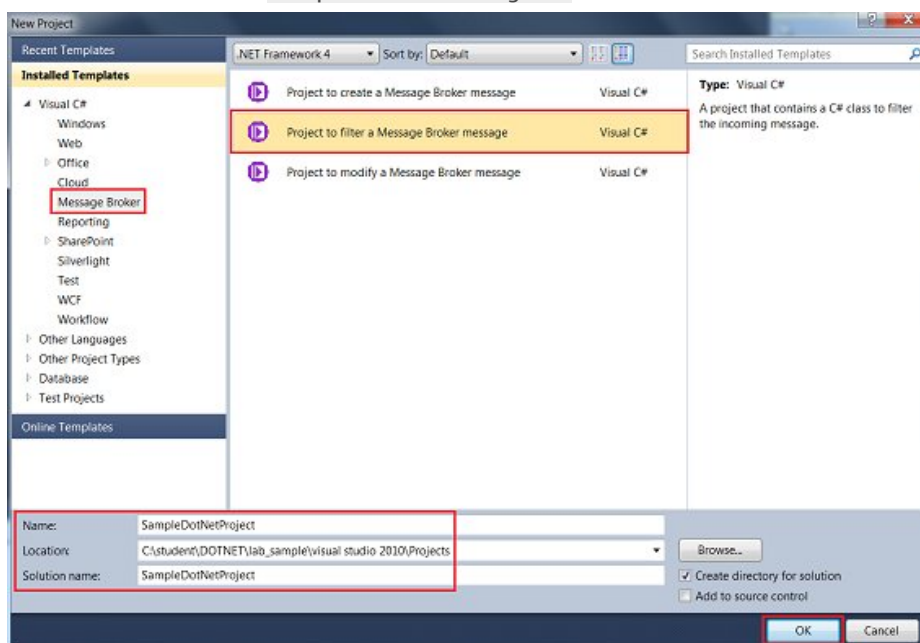 New Project
Recent Templates
.NET Framework 4
Sort by: Default
Search Installed Templates
Installed Templates
Visual C#
Windows
Web
Office
Cloud
Message Broker
Reporting
SharePoint
Silverlight
Test
WCF
Workflow
Other Languages
Other Project Types
Database
Test Projects
Online Templates
Project to create a Message Broker message Visual C#
Project to filter a Message Broker message Visual C#
Project to modify a Message Broker message Visual C#
Type: Visual C#
A project that contains a C# class to filter
the incoming message.
Name: SampleDotNetProject
Location: C:\student\DOTNET\lab_sample\visual studio 2010\Projects
Browse...
Solution name: SampleDotNetProject
Create directory for solution
Add to source control
OK Cancel